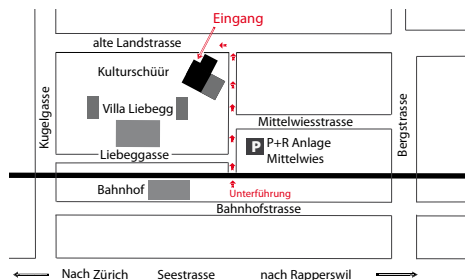 Eingang
alte Landstrasse
Kulturschüür
Kugelgasse
Villa Liebegg
Mittelwiesstrasse
Bergstrasse
P
P+R Anlage
Mittelwies
Liebeggasse
Bahnhof
Unterführung
Bahnhofstrasse
Nach Zürich
Seestrasse
nach Rapperswil